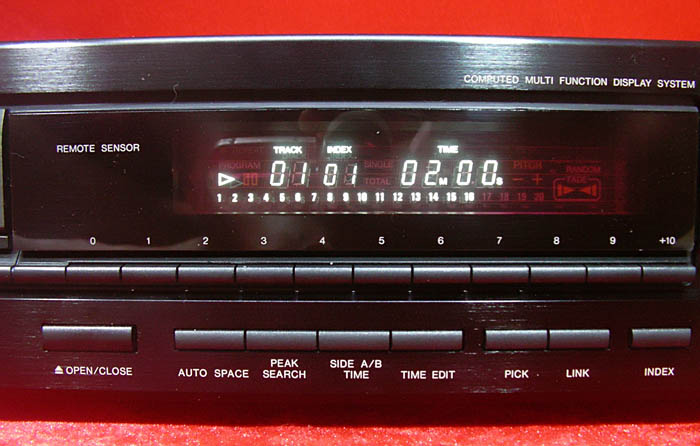 COMPUTED MULTI FUNCTION DISPLAY SYSTEM
REMOTE SENSOR
TRACK INDEX TIME
PROGRAM SINGLE PITCH RANDOM
01 01 TOTAL 02M 00S - + FADE
1 2 3 4 5 6 7 8 9 10 11 12 13 14 15 16 17 18 19 20
0 1 2 3 4 5 6 7 8 9 +10
OPEN/CLOSE AUTO SPACE PEAK SEARCH SIDE A/B TIME TIME EDIT PICK LINK INDEX